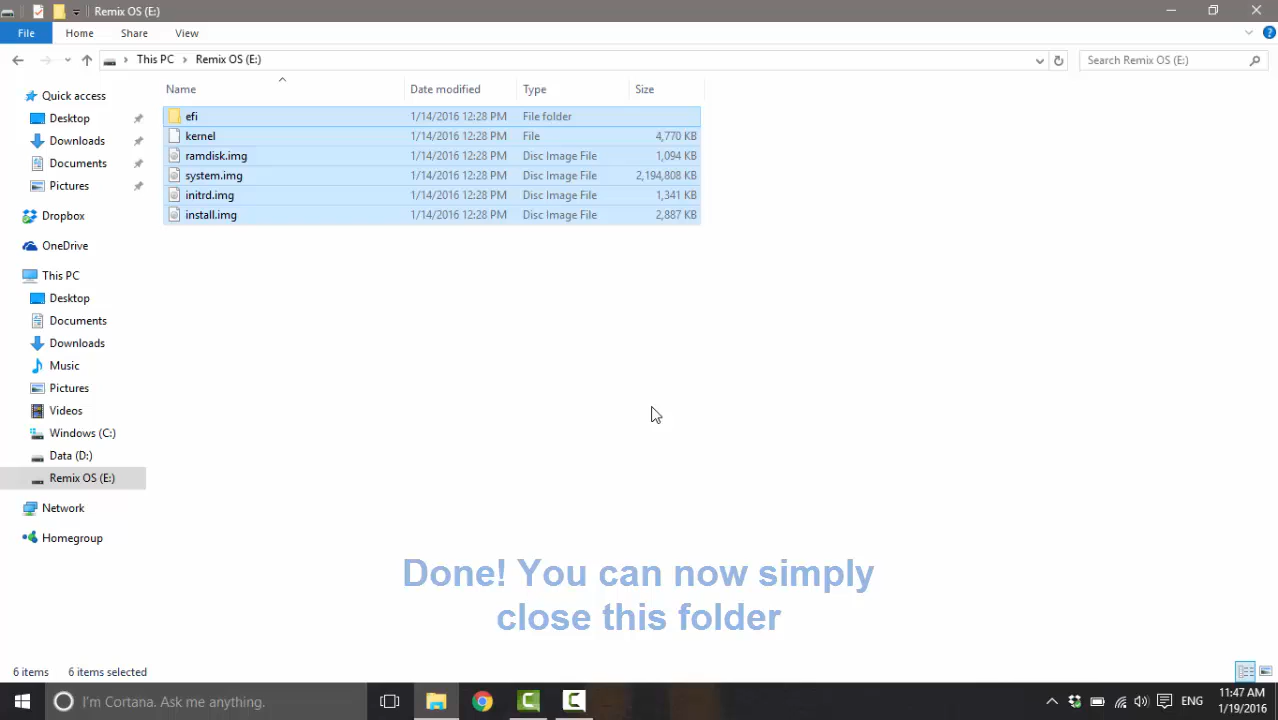 Remix OS (E:)
File Home Share View
This PC Remix OS (E:) Search Remix OS (E:)
Name Date modified Type Size
efi 1/14/2016 12:28 PM File folder
kernel 1/14/2016 12:28 PM File 4,770 KB
ramdisk.img 1/14/2016 12:28 PM Disc Image File 1,094 KB
system.img 1/14/2016 12:28 PM Disc Image File 2,194,808 KB
initrd.img 1/14/2016 12:28 PM Disc Image File 1,341 KB
install.img 1/14/2016 12:28 PM Disc Image File 2,887 KB
Quick access
Desktop
Downloads
Documents
Pictures
Dropbox
OneDrive
This PC
Desktop
Documents
Downloads
Music
Pictures
Videos
Windows (C:)
Data (D:)
Remix OS (E:)
Network
Homegroup
Done! You can now simply
close this folder
6 items 6 items selected
I'm Cortana. Ask me anything.
ENG
11:47 AM
1/19/2016